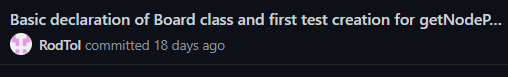 Basic declaration of Board class and first test creation for getNodeP...
RodTol committed 18 days ago